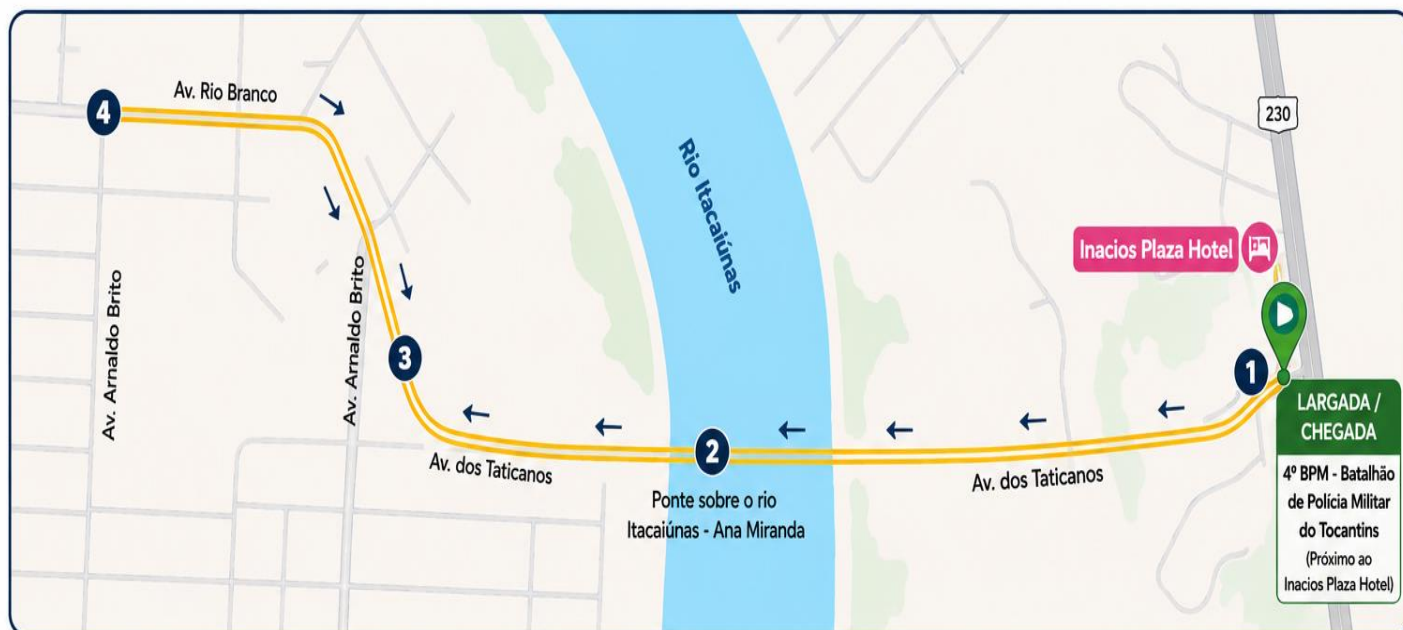 4
Av. Rio Branco
230
Rio Itacaiúnas
Inacios Plaza Hotel
Av. Arnaldo Brito
Av. Arnaldo Brito
3
1
LARGADA /
CHEGADA
4º BPM - Batalhão
de Polícia Militar
do Tocantins
(Próximo ao
Inacios Plaza Hotel)
2
Av. dos Taticanos
Av. dos Taticanos
Ponte sobre o rio
Itacaiúnas - Ana Miranda